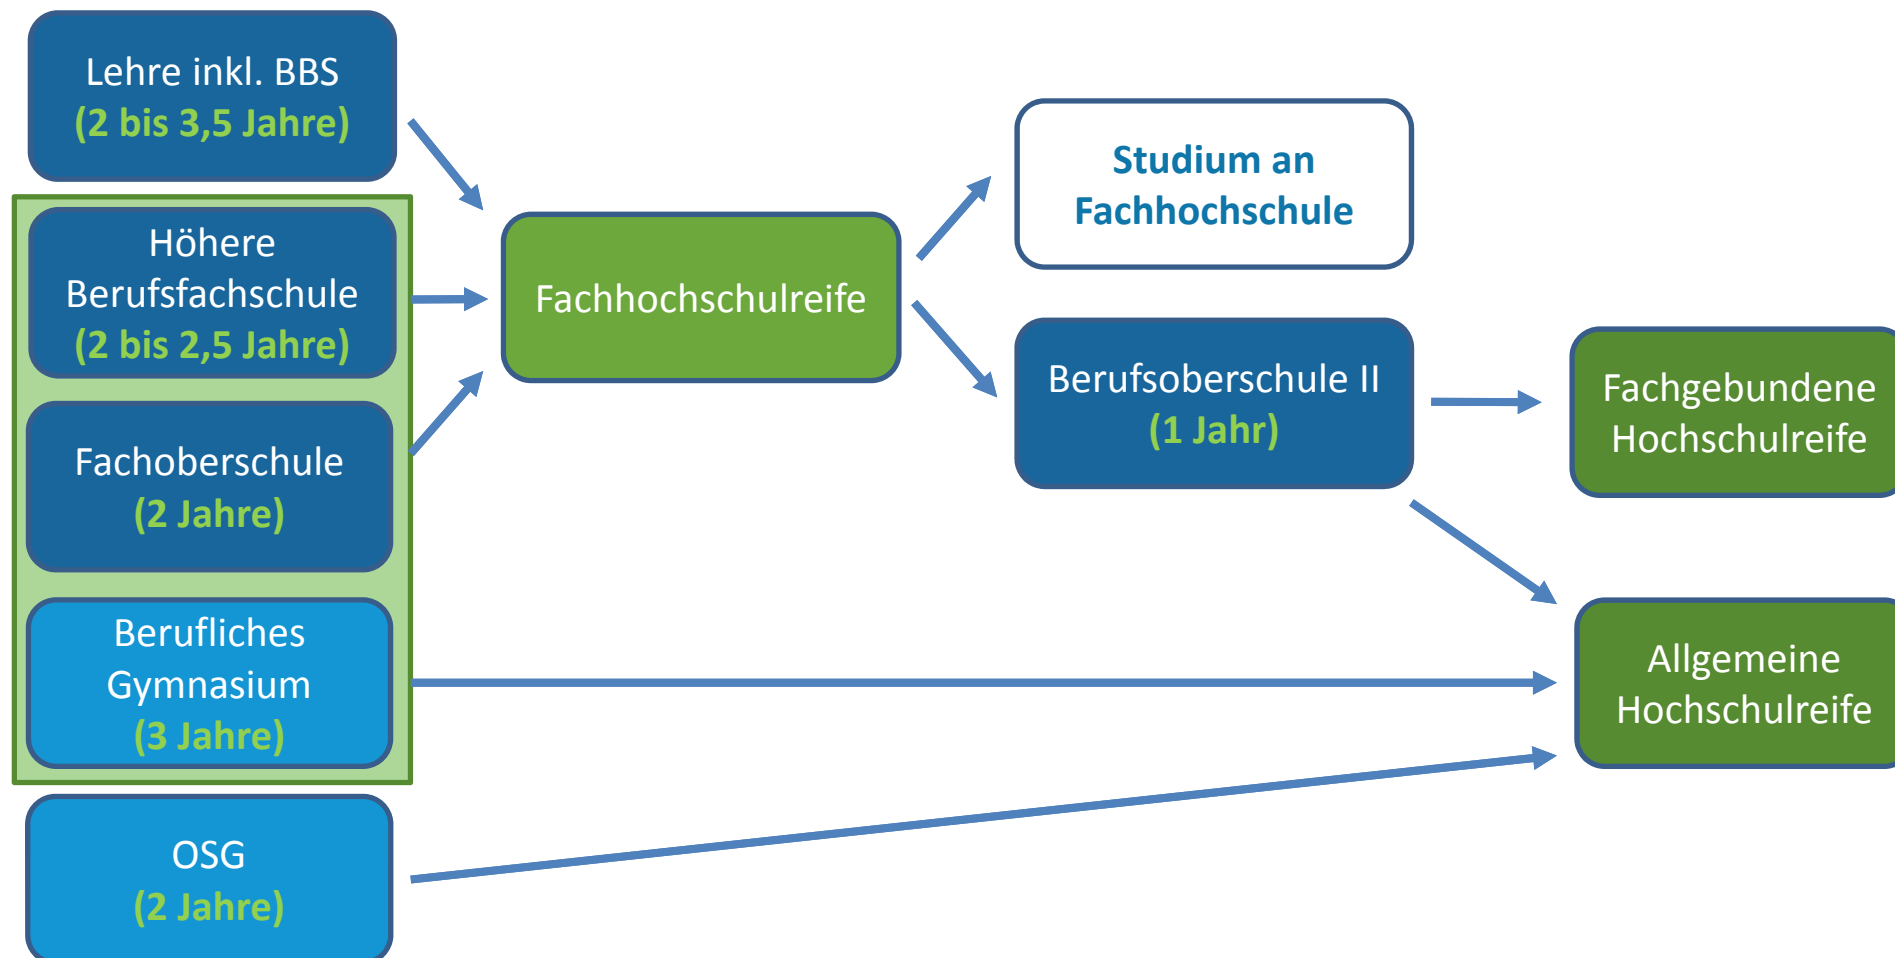 Lehre inkl. BBS
(2 bis 3,5 Jahre)
Höhere
Berufsfachschule
(2 bis 2,5 Jahre)
Fachoberschule
(2 Jahre)
Berufliches
Gymnasium
(3 Jahre)
OSG
(2 Jahre)
Fachhochschulreife
Studium an
Fachhochschule
Berufsoberschule II
(1 Jahr)
Fachgebundene
Hochschulreife
Allgemeine
Hochschulreife